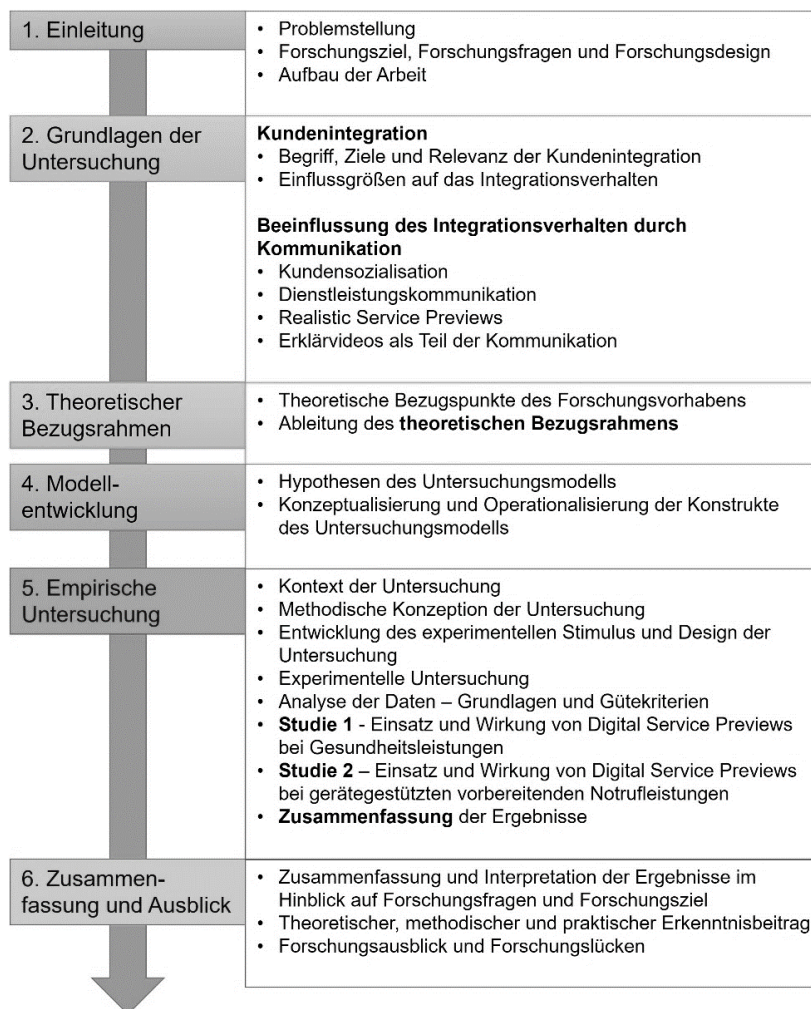 1. Einleitung
• Problemstellung
• Forschungsziel, Forschungsfragen und Forschungsdesign
• Aufbau der Arbeit
2. Grundlagen der
Untersuchung
Kundenintegration
• Begriff, Ziele und Relevanz der Kundenintegration
• Einflussgrößen auf das Integrationsverhalten
Beeinflussung des Integrationsverhalten durch
Kommunikation
• Kundensozialisation
• Dienstleistungskommunikation
• Realistic Service Previews
• Erklärvideos als Teil der Kommunikation
3. Theoretischer
Bezugsrahmen
• Theoretische Bezugspunkte des Forschungsvorhabens
• Ableitung des theoretischen Bezugsrahmens
4. Modell-
entwicklung
• Hypothesen des Untersuchungsmodells
• Konzeptualisierung und Operationalisierung der Konstrukte
des Untersuchungsmodells
5. Empirische
Untersuchung
• Kontext der Untersuchung
• Methodische Konzeption der Untersuchung
• Entwicklung des experimentellen Stimulus und Design der
Untersuchung
• Experimentelle Untersuchung
• Analyse der Daten – Grundlagen und Gütekriterien
• Studie 1 - Einsatz und Wirkung von Digital Service Previews
bei Gesundheitsleistungen
• Studie 2 – Einsatz und Wirkung von Digital Service Previews
bei gerätegestützten vorbereitenden Notrufleistungen
• Zusammenfassung der Ergebnisse
6. Zusammen-
fassung und Ausblick
• Zusammenfassung und Interpretation der Ergebnisse im
Hinblick auf Forschungsfragen und Forschungsziel
• Theoretischer, methodischer und praktischer Erkenntnisbeitrag
• Forschungsausblick und Forschungslücken